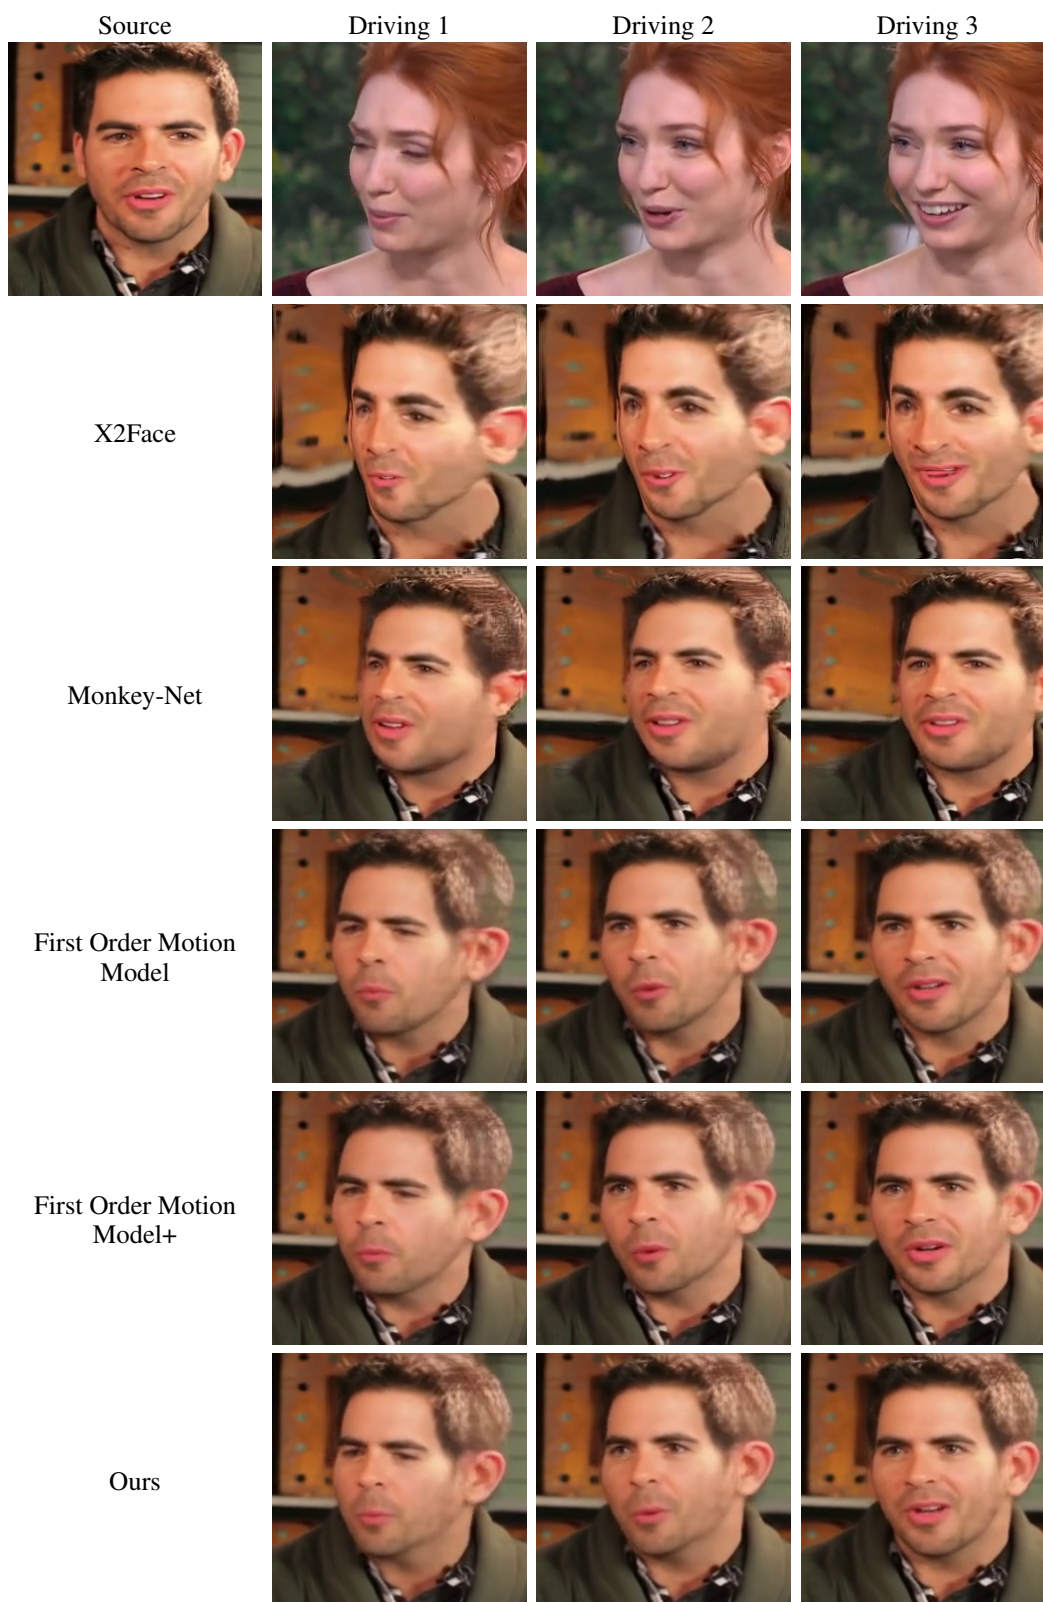 Source
Driving 1
Driving 2
Driving 3
X2Face
Monkey-Net
First Order Motion
Model
First Order Motion
Model+
Ours